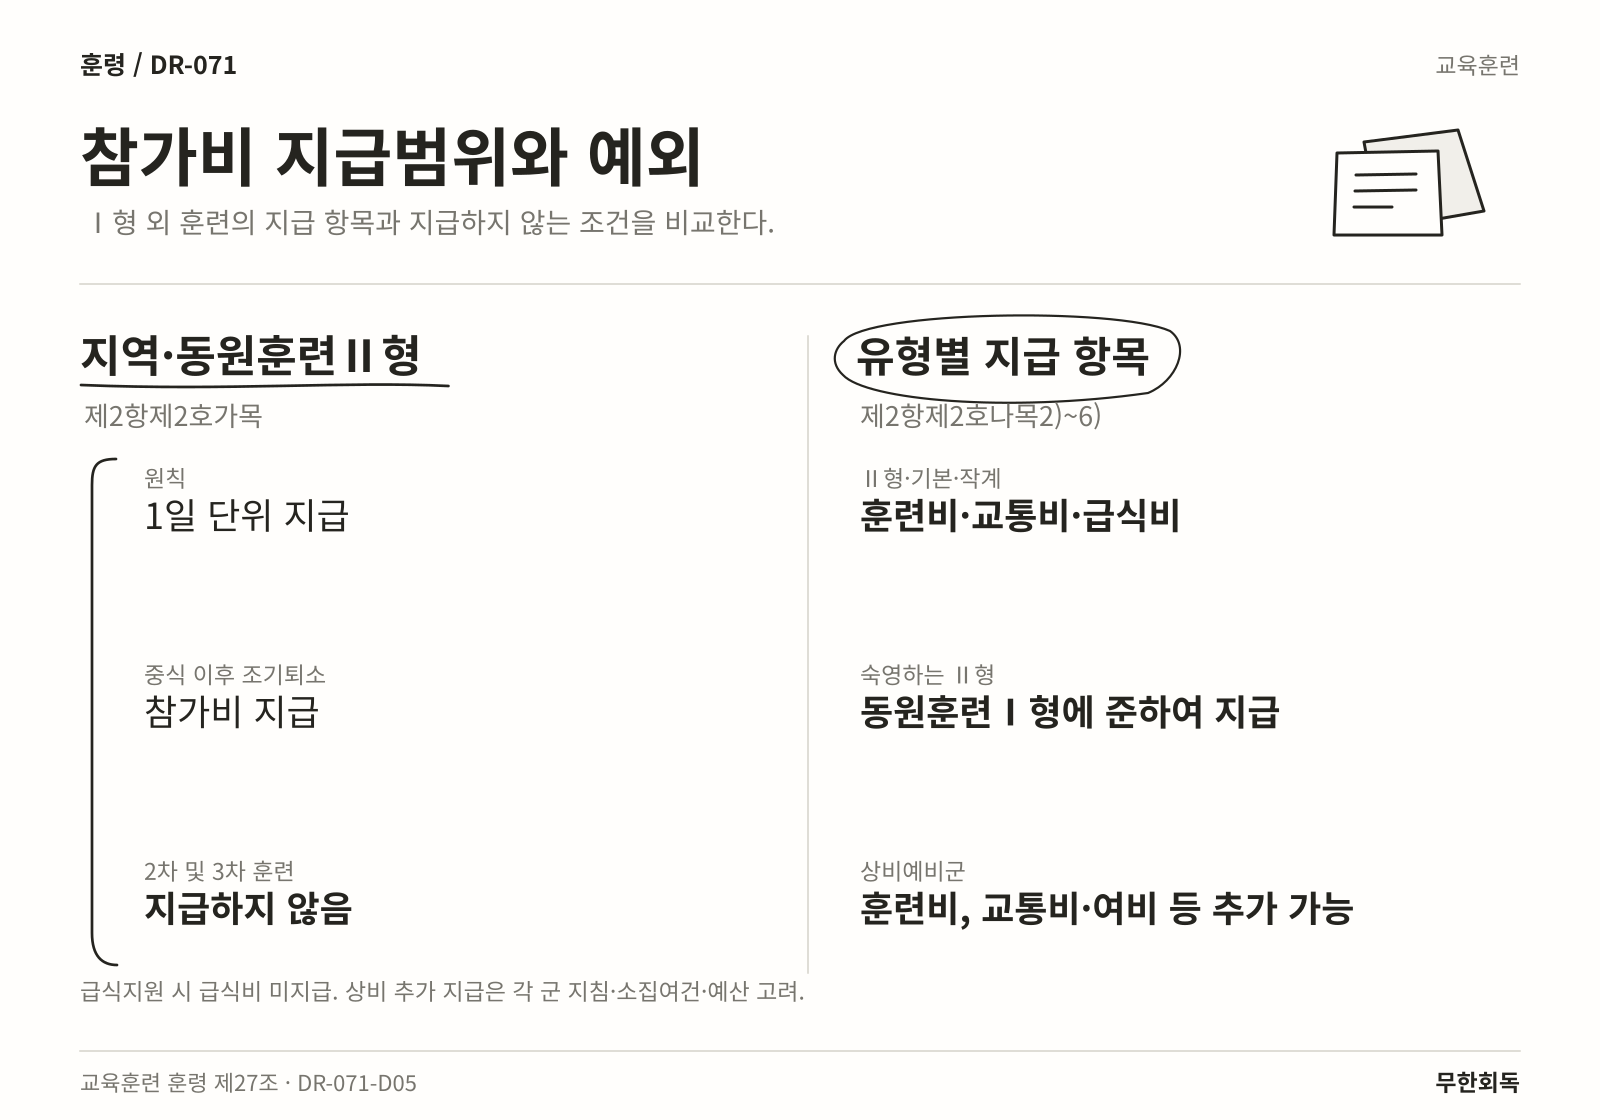 훈령 / DR-071
교육훈련
참가비 지급범위와 예외
Ⅰ형 외 훈련의 지급 항목과 지급하지 않는 조건을 비교한다.
지역·동원훈련Ⅱ형
제2항제2호가목
원칙
1일 단위 지급
중식 이후 조기퇴소
참가비 지급
2차 및 3차 훈련
지급하지 않음
유형별 지급 항목
제2항제2호나목2)~6)
Ⅱ형·기본·작계
훈련비·교통비·급식비
숙영하는 Ⅱ형
동원훈련Ⅰ형에 준하여 지급
상비예비군
훈련비, 교통비·여비 등 추가 가능
급식지원 시 급식비 미지급. 상비 추가 지급은 각 군 지침·소집여건·예산 고려.
교육훈련 훈령 제27조 · DR-071-D05
무한회독